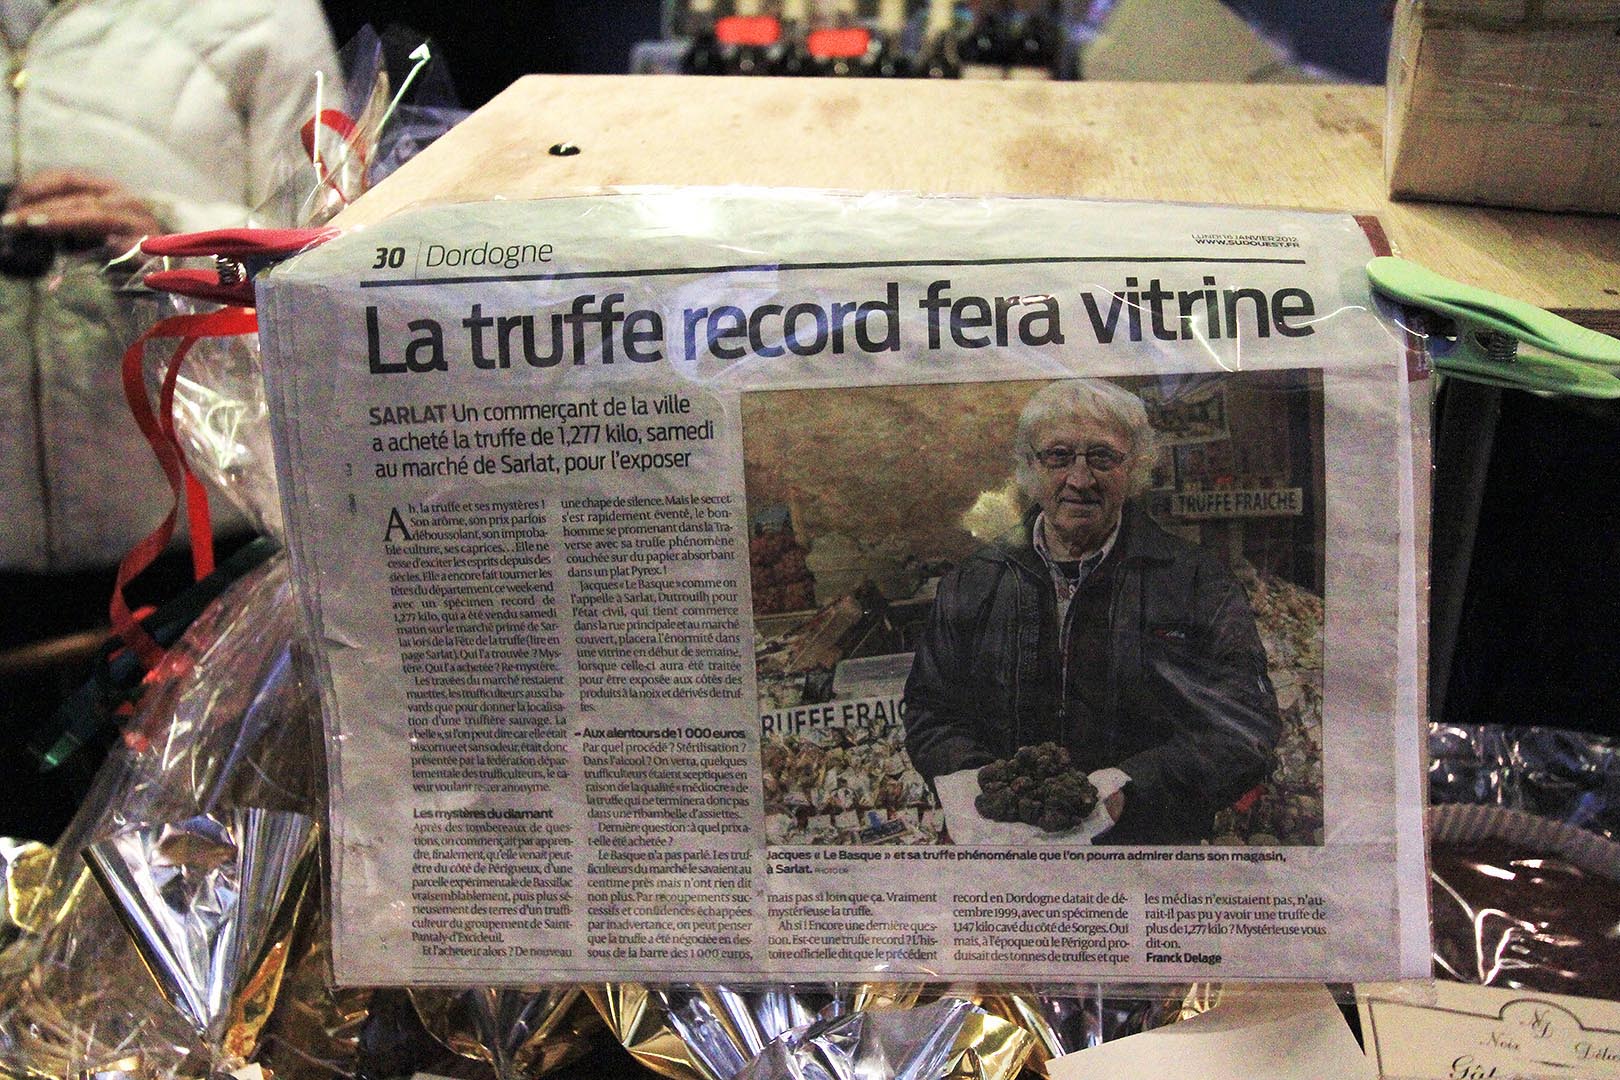 30 Dordogne
LUNDI 16 JANVIER 2012
WWW.SUDOUEST.FR
La truffe record fera vitrine
SARLAT Un commerçant de la ville
a acheté la truffe de 1,277 kilo, samedi
au marché de Sarlat, pour l'exposer
Ah, la truffe et ses mystères !
Son arôme, son prix parfois
déboussolant, son improba-
ble culture, ses caprices… Elle ne
cesse d'exciter les esprits depuis des
siècles. Elle a encore fait tourner les
têtes du département ce week-end
avec un spécimen record de
1,277 kilo, qui a été vendu samedi
matin sur le marché primé de Sar-
lat lors de la Fête de la truffe (lire en
page Sarlat). Qui l'a trouvée ? Mys-
tère. Qui l'a achetée ? Re-mystère.
Les travées du marché restaient
muettes, les trufficulteurs aussi ba-
vards que pour donner la localisa-
tion d'une truffière sauvage. La
« belle », si l'on peut dire car elle était
biscornue et sans odeur, était donc
présentée par la fédération dépar-
tementale des trufficulteurs, le ca-
veur voulant rester anonyme.
Les mystères du diamant
Après des tombereaux de ques-
tions, on commençait par appren-
dre, finalement, qu'elle venait peut-
être du côté de Périgueux, d'une
parcelle expérimentale de Bassillac
vraisemblablement, puis plus sé-
rieusement des terres d'un truffi-
culteur du groupement de Saint-
Pantaly-d'Excideuil.
Et l'acheteur alors ? De nouveau
une chape de silence. Mais le secret
s'est rapidement éventé, le bon-
homme se promenant dans la Tra-
verse avec sa truffe phénomène
couchée sur du papier absorbant
dans un plat Pyrex !
Jacques « Le Basque » comme on
l'appelle à Sarlat, Dutrouilh pour
l'état civil, qui tient commerce
dans la rue principale et au marché
couvert, placera l'énormité dans
une vitrine en début de semaine,
lorsque celle-ci aura été traitée
pour être exposée aux côtés des
produits à la noix et dérivés de truf-
fes.
Aux alentours de 1 000 euros
Par quel procédé ? Stérilisation ?
Dans l'alcool ? On verra, quelques
trufficulteurs étaient sceptiques en
raison de la qualité « médiocre » de
la truffe qui ne terminera donc pas
dans une ribambelle d'assiettes.
Dernière question : à quel prix a-
t-elle été achetée ?
Le Basque n'a pas parlé. Les truf-
ficulteurs du marché le savaient au
centime près mais n'ont rien dit
non plus. Par recoupements suc-
cessifs et confidences échappées
par inadvertance, on peut penser
que la truffe a été négociée en des-
sous de la barre des 1 000 euros,
TRUFFE FRAICHE
RUFFE FRAIC
Jacques « Le Basque » et sa truffe phénoménale que l'on pourra admirer dans son magasin,
à Sarlat. PHOTO DR
mais pas si loin que ça. Vraiment
mystérieuse la truffe.
Ah si ! Encore une dernière ques-
tion. Est-ce une truffe record ? L'his-
toire officielle dit que le précédent
record en Dordogne datait de dé-
cembre 1999, avec un spécimen de
1,147 kilo cavé du côté de Sorges. Oui
mais, à l'époque où le Périgord pro-
duisait des tonnes de truffes et que
les médias n'existaient pas, n'au-
rait-il pas pu y avoir une truffe de
plus de 1,277 kilo ? Mystérieuse vous
dit-on.
Franck Delage
Noix